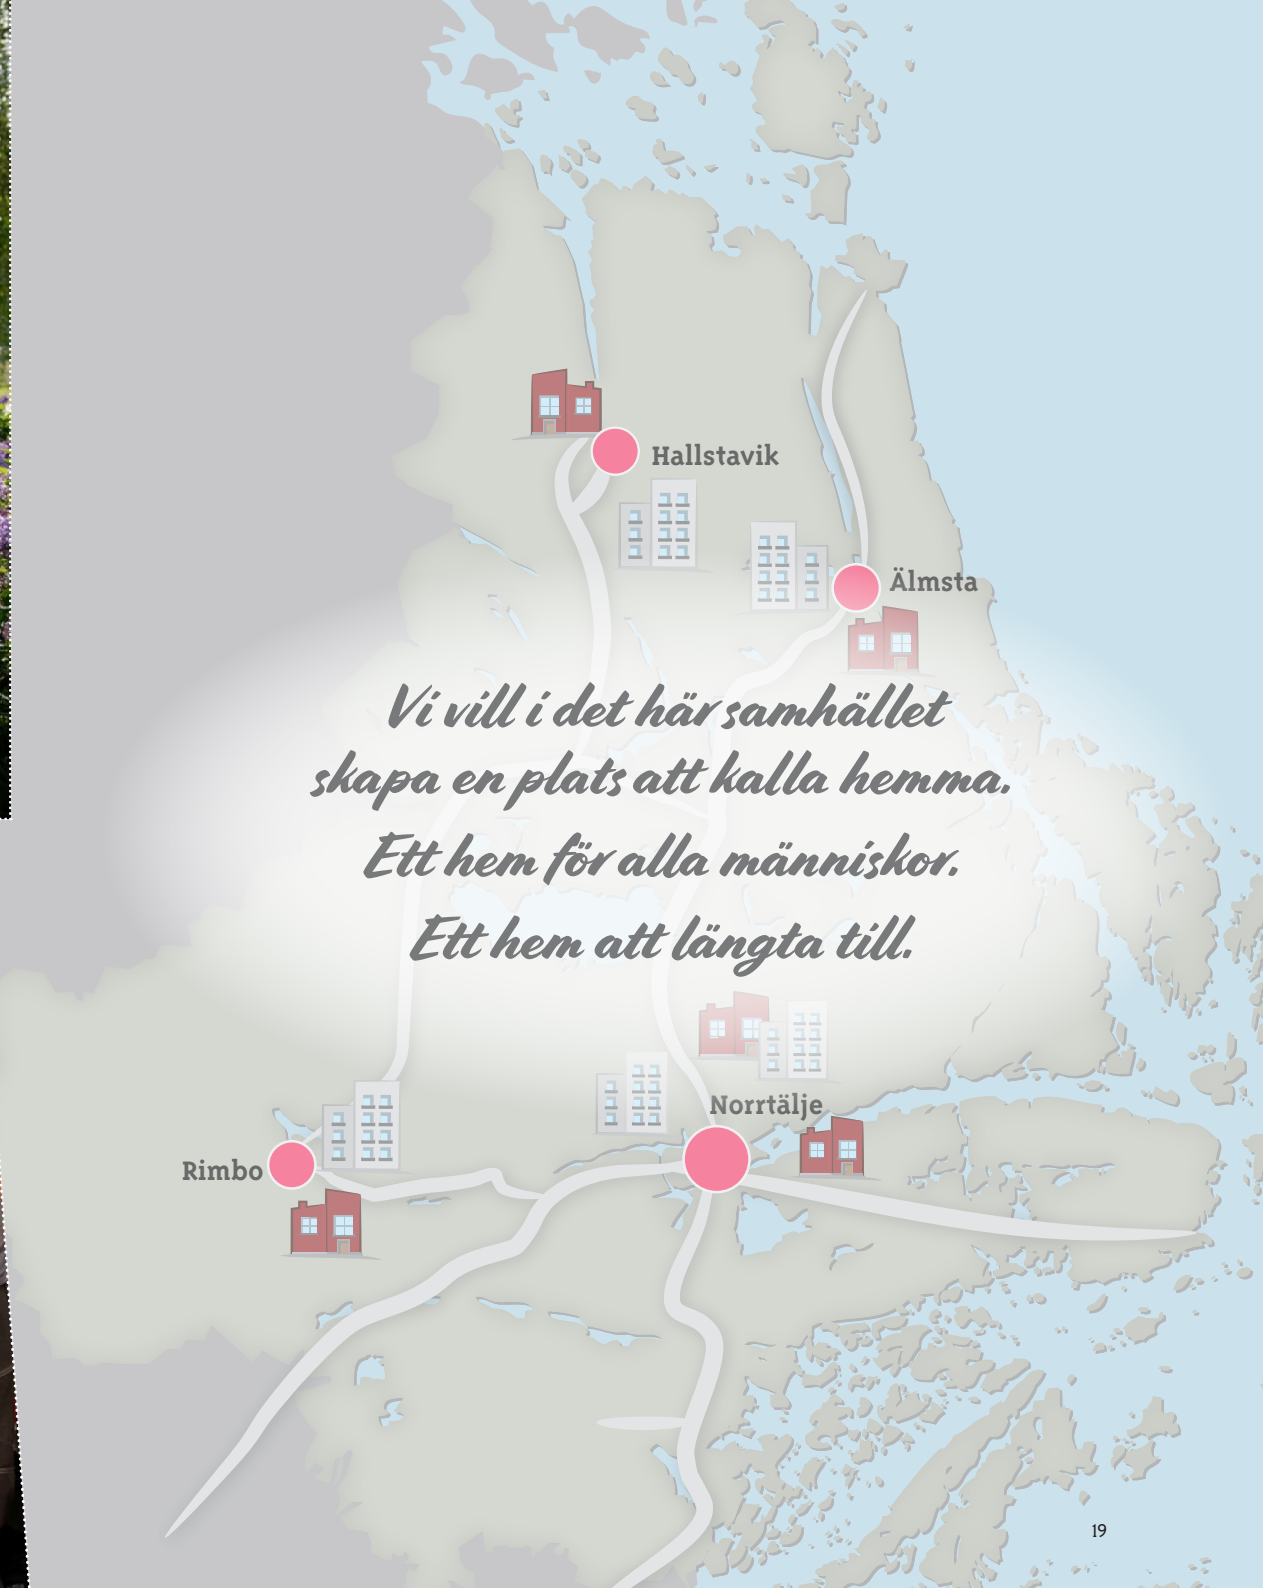 Hallstavik
Älmsta
Vi vill i det här samhället
skapa en plats att kalla hemma.
Ett hem för alla människor.
Ett hem att längta till.
Norrtälje
Rimbo
19